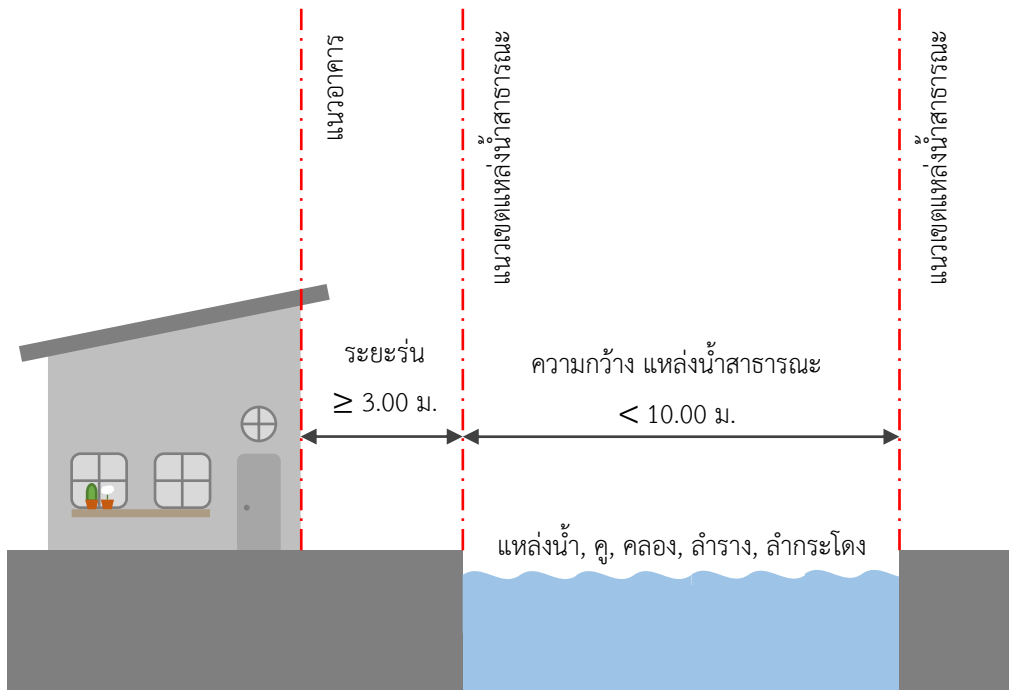 แนวอาคาร
แนวเขตแหล่งน้ำสาธารณะ
แนวเขตแหล่งน้ำสาธารณะ
ระยะร่น
≥ 3.00 ม.
ความกว้าง แหล่งน้ำสาธารณะ
< 10.00 ม.
แหล่งน้ำ, คู, คลอง, ลำราง, ลำกระโดง